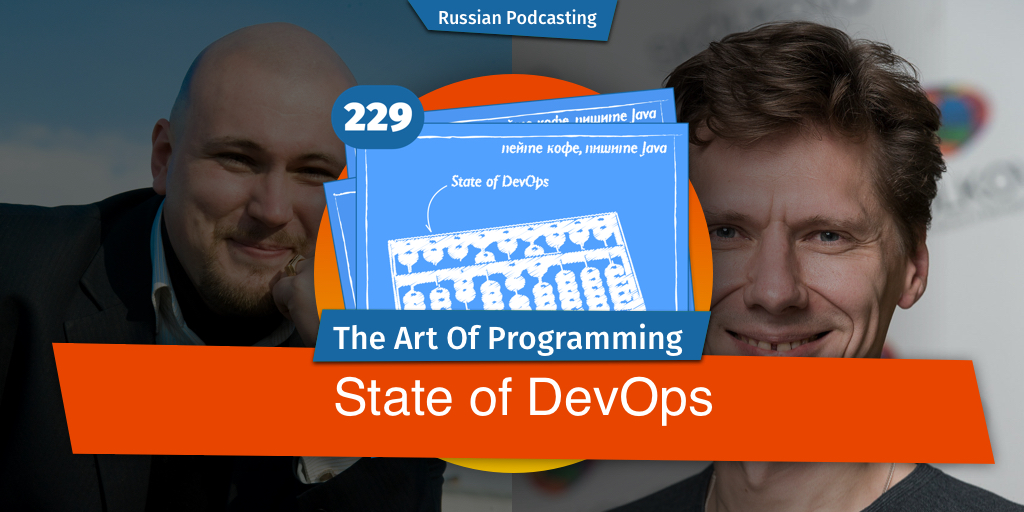 Russian Podcasting
229
кофе, пишите Java
пейте кофе, пишите Java
State of DevOps
The Art Of Programming
State of DevOps